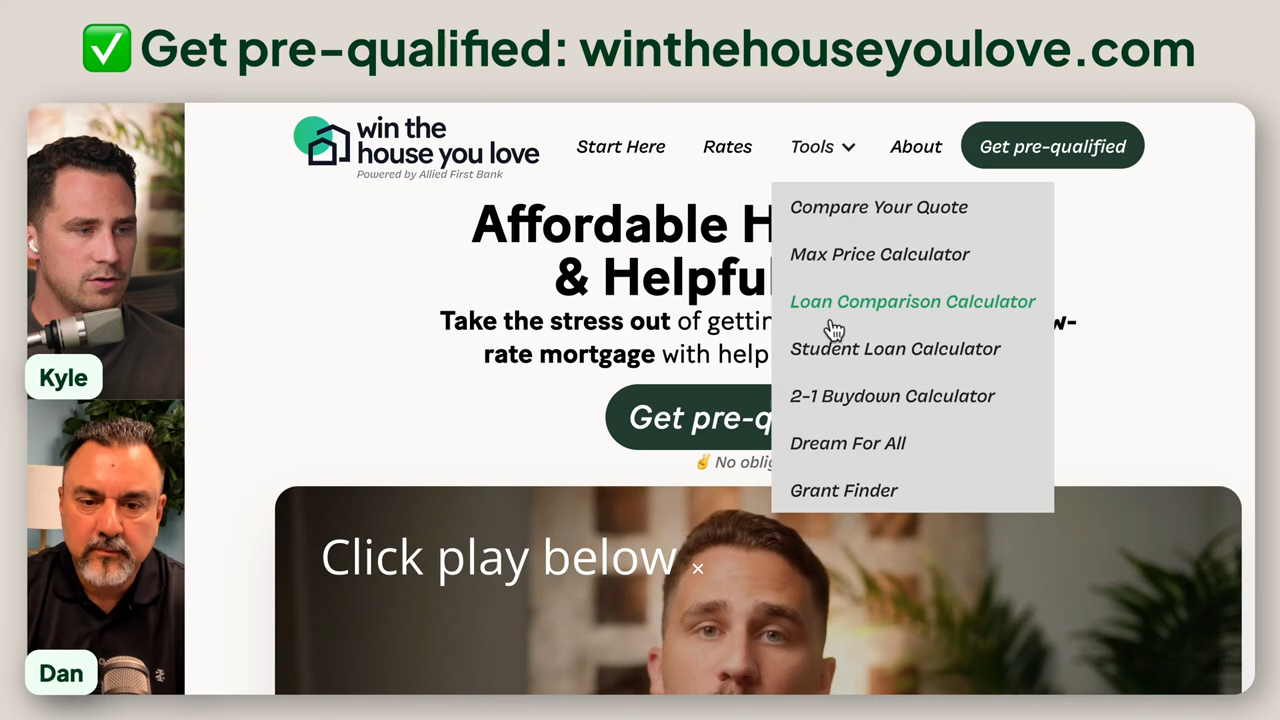 ✅ Get pre-qualified: winthehouseyoulove.com
win the
house you love
Powered by Allied First Bank
Start Here
Rates
Tools
About
Get pre-qualified
Compare Your Quote
Max Price Calculator
Loan Comparison Calculator
Student Loan Calculator
2-1 Buydown Calculator
Dream For All
Grant Finder
Affordable H
& Helpful
Take the stress out of getting w-
rate mortgage with help
Get pre-q
✌️ No oblig
Click play below ×
Kyle
Dan